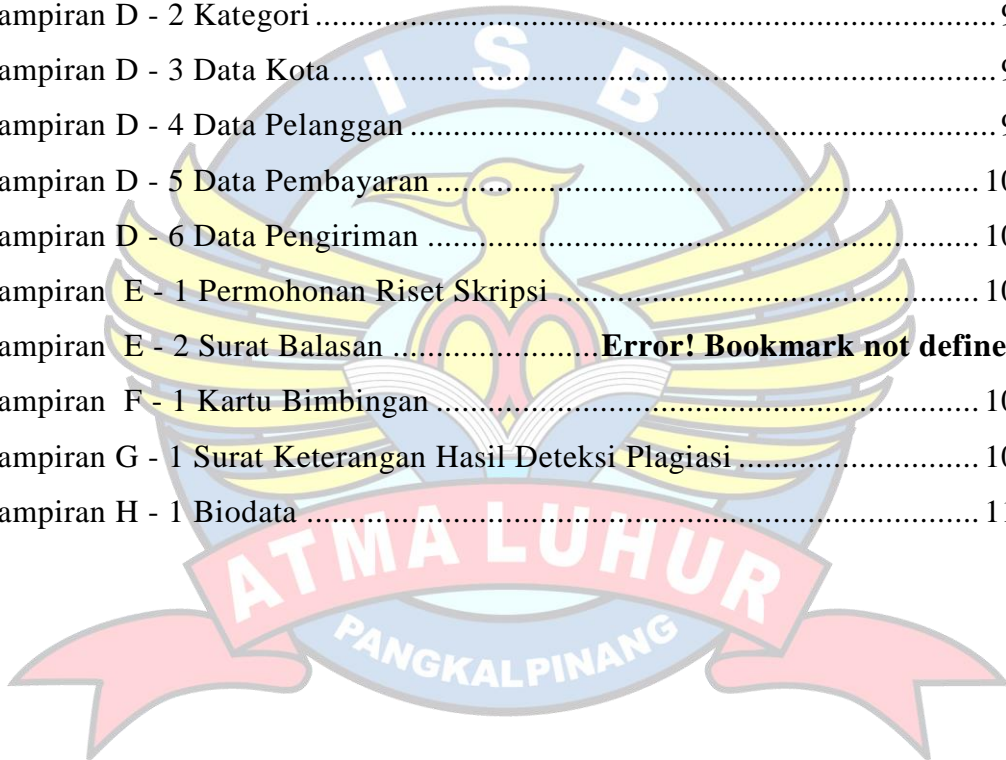 ampiran D - 2 Kategori ........................................................................................ 9
ampiran D - 3 Data Kota...................................................................................... 9
ampiran D - 4 Data Pelanggan ............................................................................. 9
ampiran D - 5 Data Pembayaran ........................................................................ 10
ampiran D - 6 Data Pengiriman ......................................................................... 10
ampiran E - 1 Permohonan Riset Skripsi ........................................................ 10
ampiran E - 2 Surat Balasan ...........................Error! Bookmark not define
ampiran F - 1 Kartu Bimbingan ........................................................................ 10
ampiran G - 1 Surat Keterangan Hasil Deteksi Plagiasi ............................... 10
ampiran H - 1 Biodata ........................................................................................ 11
I S B
ATMA LUHUR
PANGKALPINANG